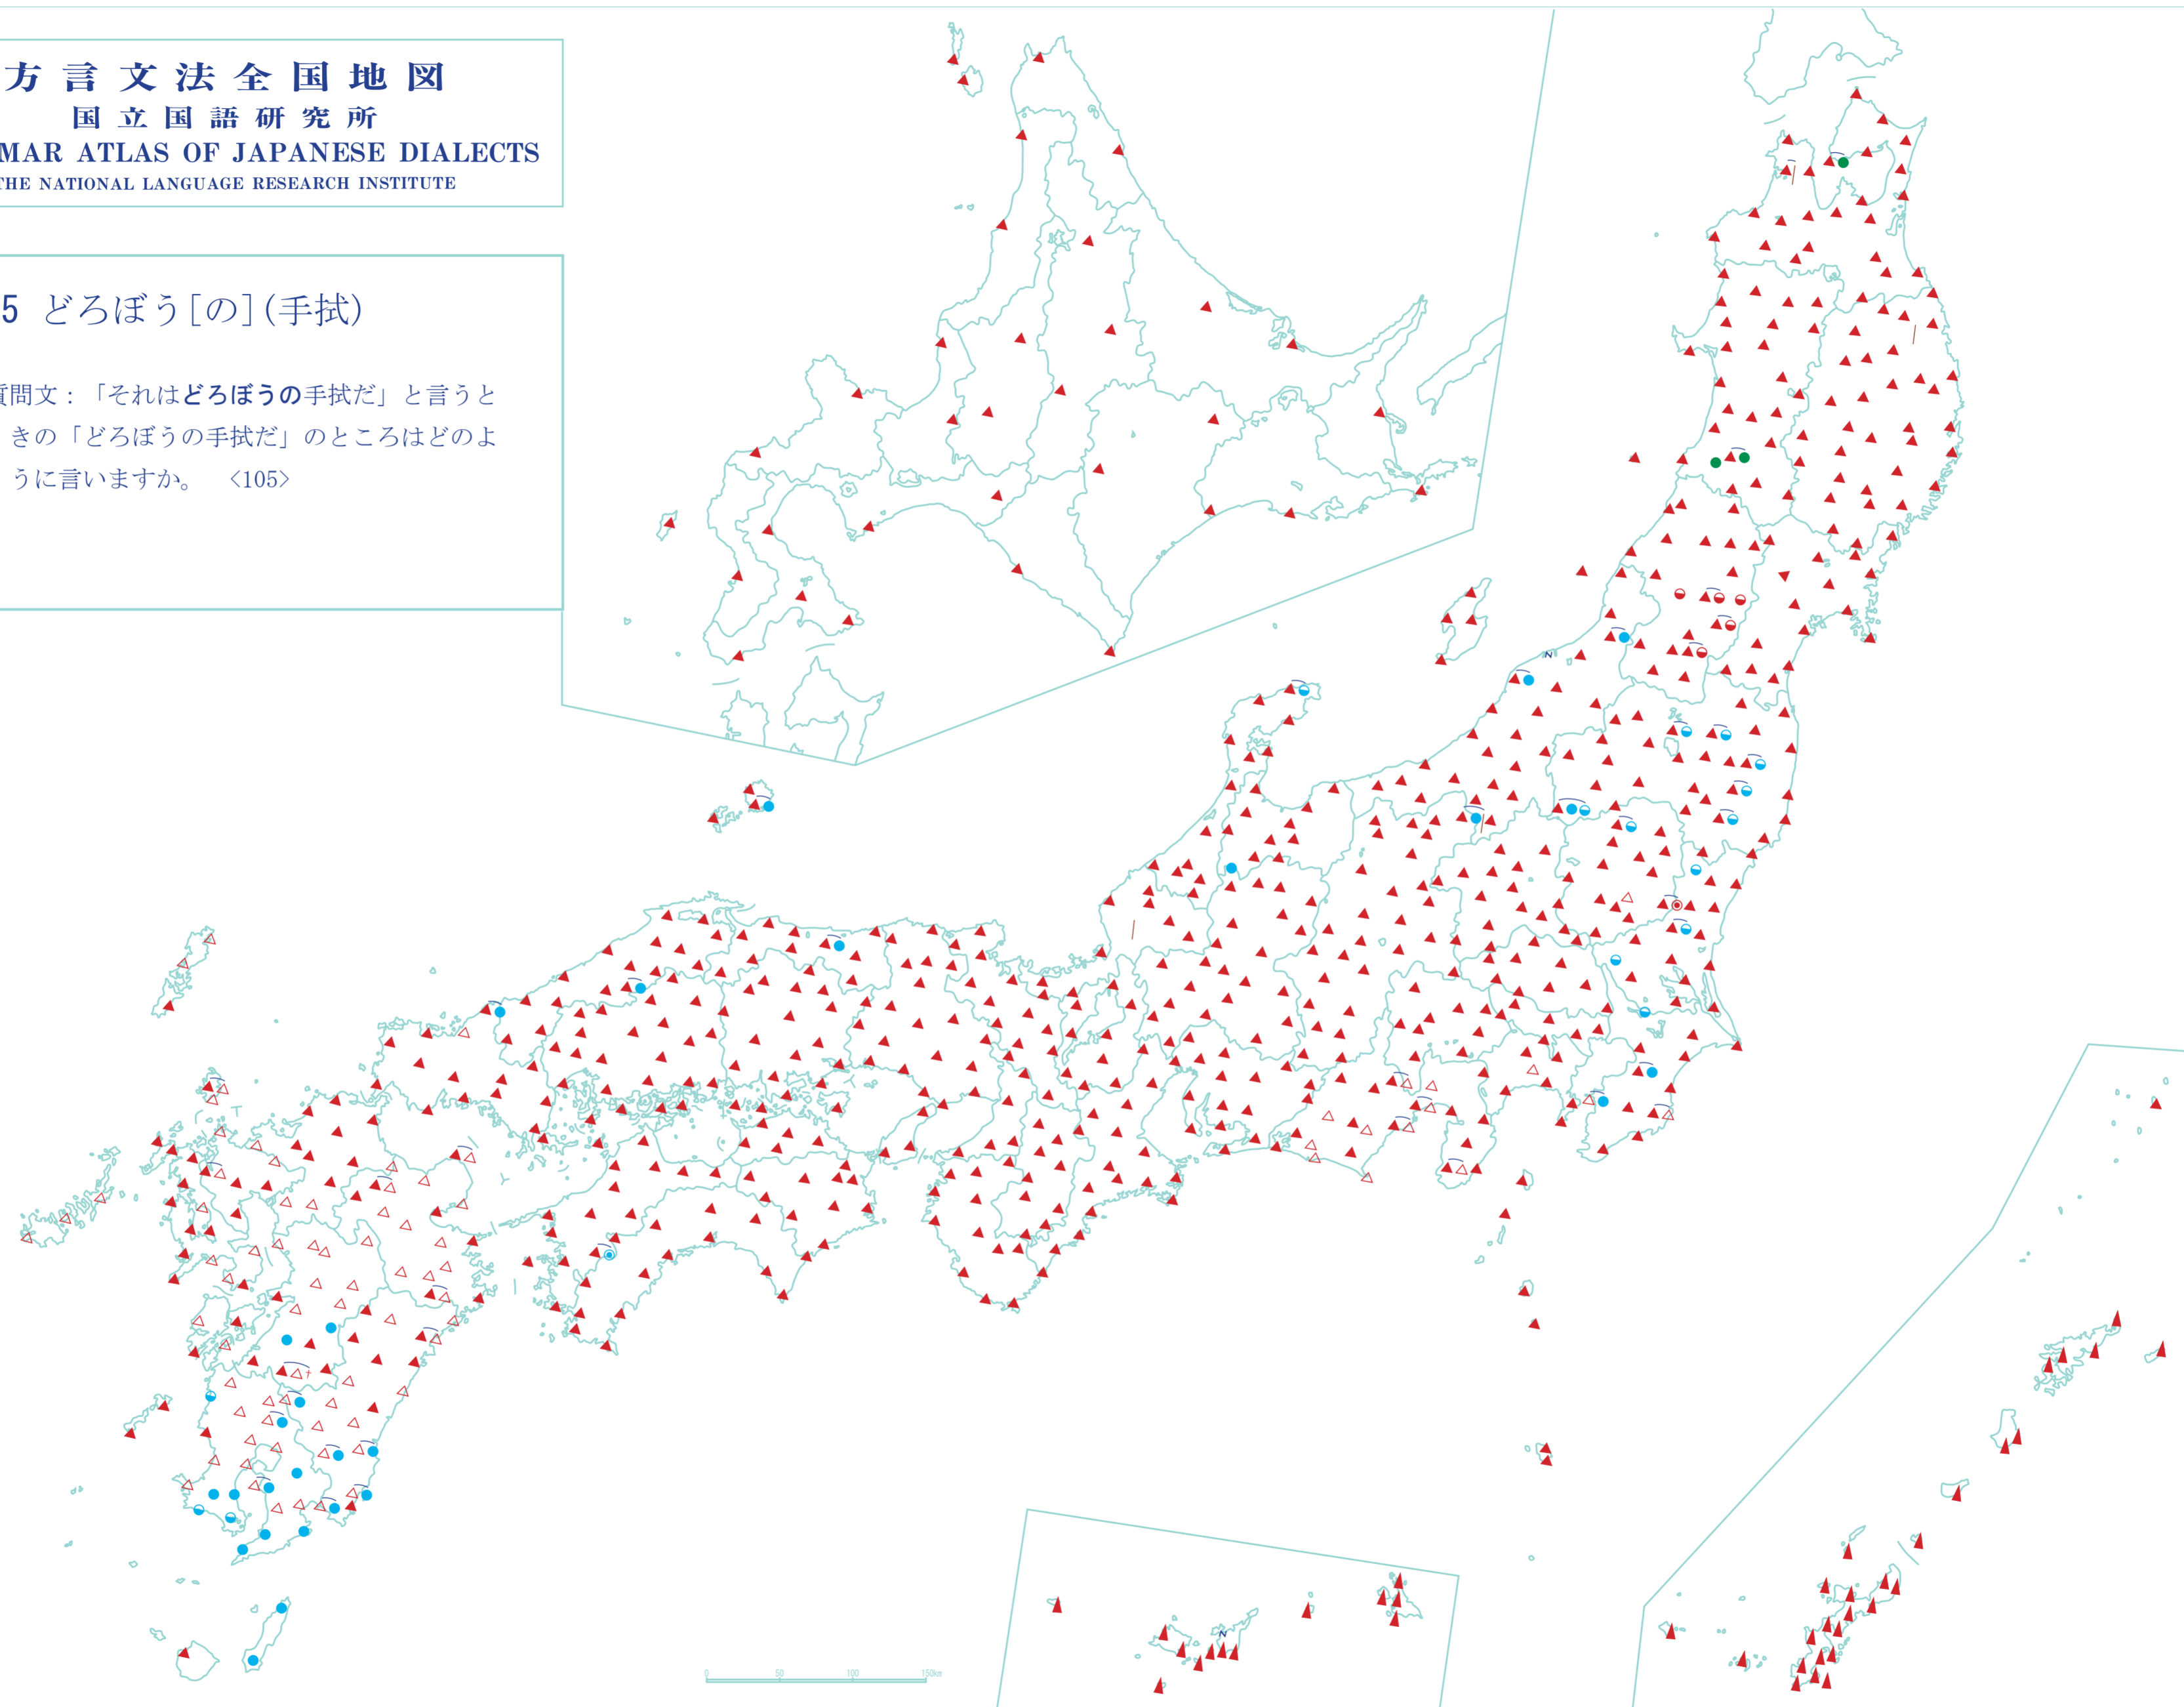 方言文法全国地図
国立国語研究所
MAR ATLAS OF JAPANESE DIALECTS
THE NATIONAL LANGUAGE RESEARCH INSTITUTE
5 どろぼう[の](手拭)
質問文:「それはどろぼうの手拭だ」と言うと
きの「どろぼうの手拭だ」のところはどのよ
うに言いますか。 〈105〉
N
0 50 100 150km
N